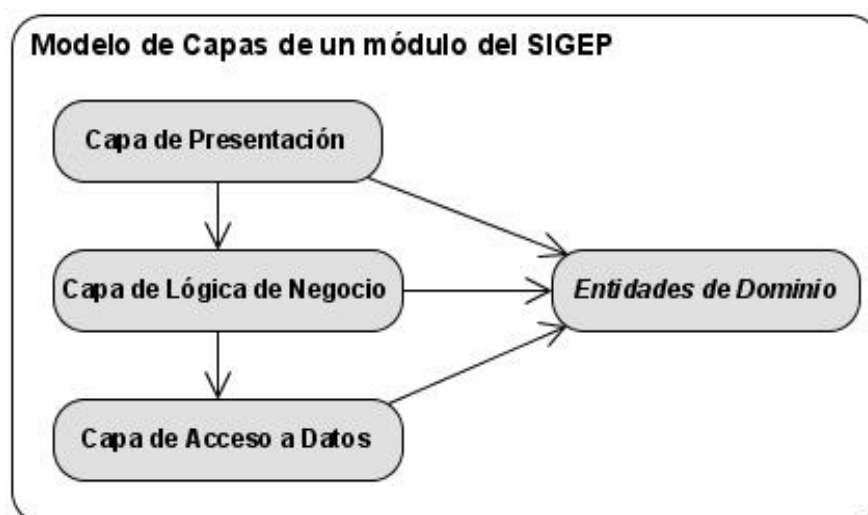 Modelo de Capas de un módulo del SIGEP
Capa de Presentación
Capa de Lógica de Negocio
Entidades de Dominio
Capa de Acceso a Datos